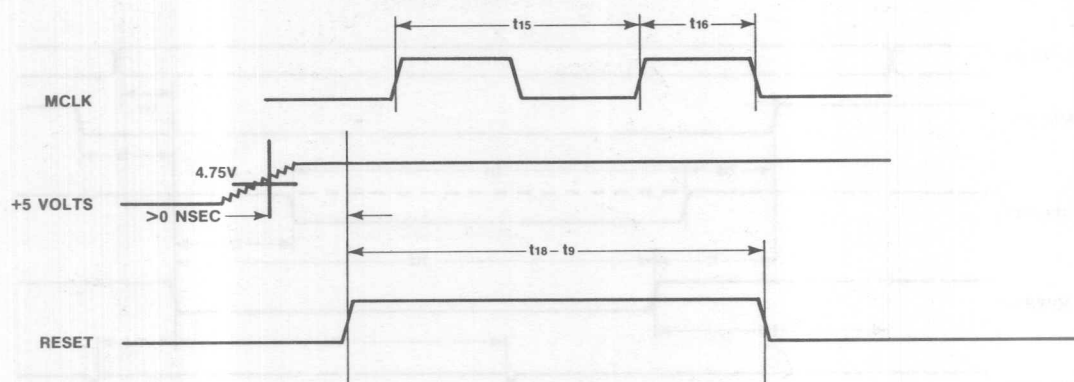 t15
t16
MCLK
4.75V
+5 VOLTS
>0 NSEC
t18 – t9
RESET